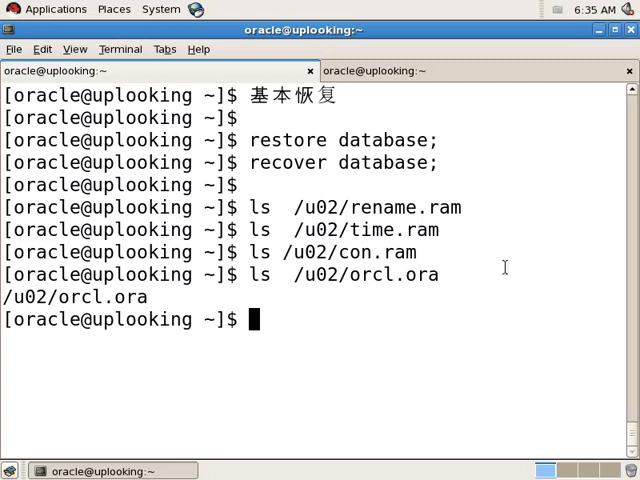 Applications Places System 6:35 AM
oracle@uplooking:~
File Edit View Terminal Tabs Help
oracle@uplooking:~ oracle@uplooking:~
[oracle@uplooking ~]$ 基本恢复
[oracle@uplooking ~]$
[oracle@uplooking ~]$ restore database;
[oracle@uplooking ~]$ recover database;
[oracle@uplooking ~]$
[oracle@uplooking ~]$ ls  /u02/rename.ram
[oracle@uplooking ~]$ ls  /u02/time.ram
[oracle@uplooking ~]$ ls /u02/con.ram
[oracle@uplooking ~]$ ls  /u02/orcl.ora
/u02/orcl.ora
[oracle@uplooking ~]$
oracle@uplooking:~